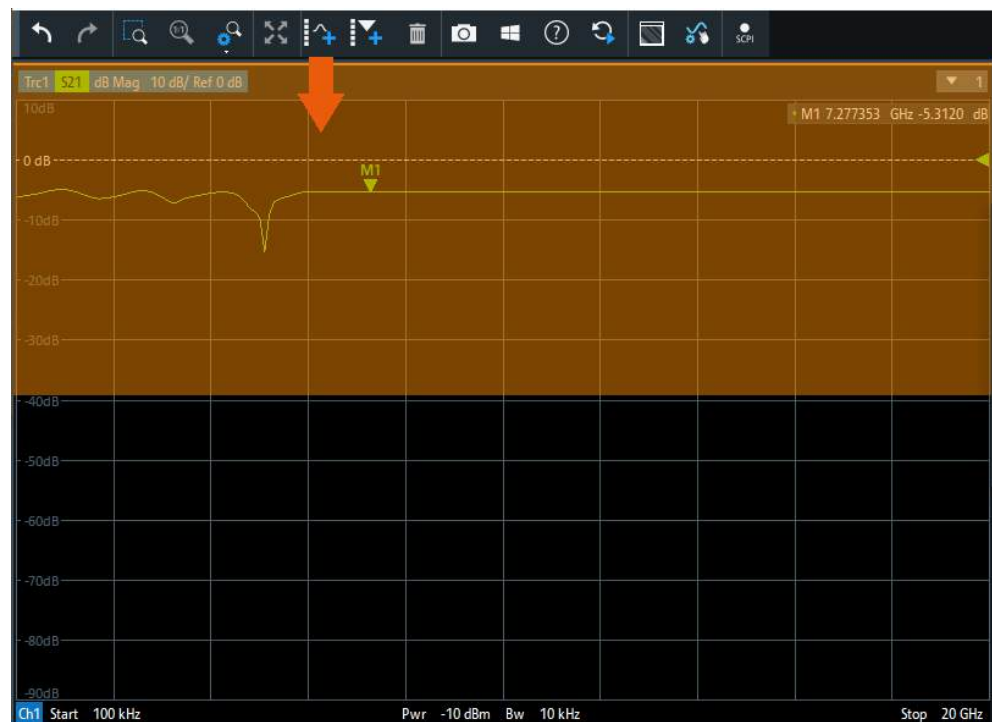 1:1
?
SCPI
Trc1 S21 dB Mag 10 dB/ Ref 0 dB
1
10dB
M1 7.277353 GHz -5.3120 dB
0 dB
M1
-10dB
-20dB
-30dB
-40dB
-50dB
-60dB
-70dB
-80dB
-90dB
Ch1 Start 100 kHz Pwr -10 dBm Bw 10 kHz Stop 20 GHz